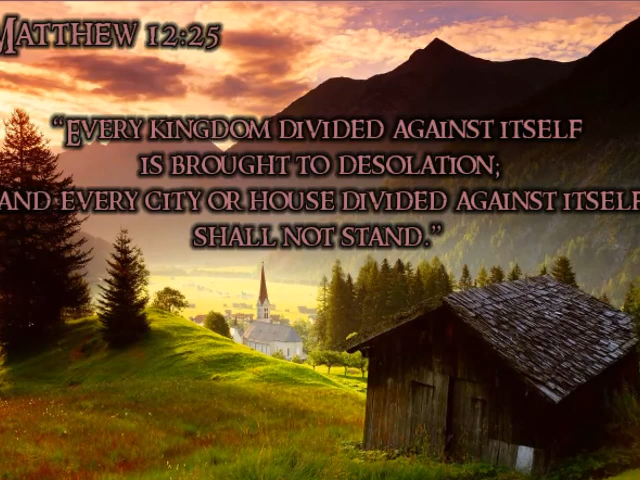 Matthew 12:25
“Every kingdom divided against itself
is brought to desolation;
and every city or house divided against itself
shall not stand.”